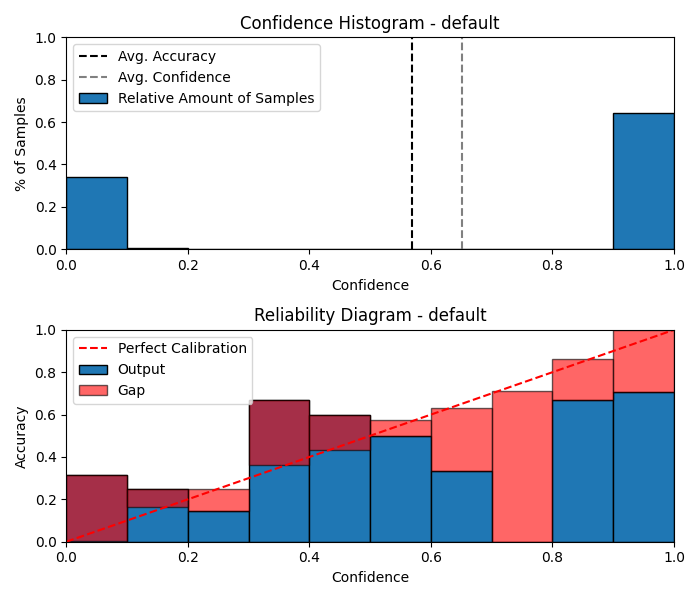 Confidence Histogram - default
1.0
0.8
0.6
0.4
0.2
0.0
% of Samples
Avg. Accuracy
Avg. Confidence
Relative Amount of Samples
0.0 0.2 0.4 0.6 0.8 1.0
Confidence
Reliability Diagram - default
1.0
0.8
0.6
0.4
0.2
0.0
Accuracy
Perfect Calibration
Output
Gap
0.0 0.2 0.4 0.6 0.8 1.0
Confidence